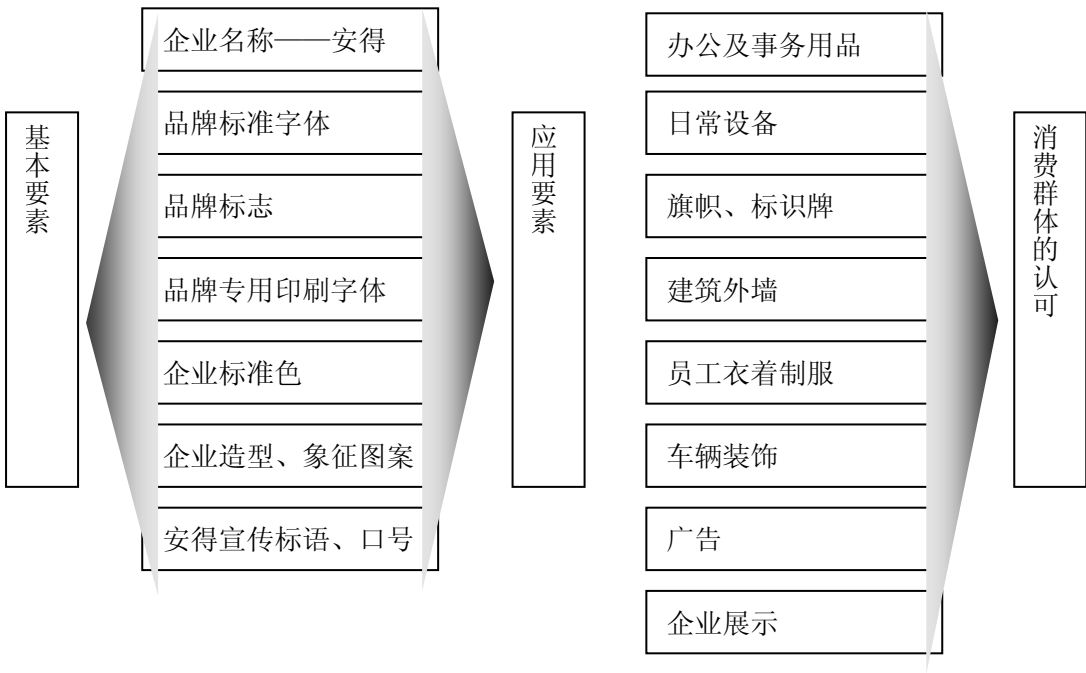 基本要素
企业名称——安得
品牌标准字体
品牌标志
品牌专用印刷字体
企业标准色
企业造型、象征图案
安得宣传标语、口号
应用要素
办公及事务用品
日常设备
旗帜、标识牌
建筑外墙
员工衣着制服
车辆装饰
广告
企业展示
消费群体的认可